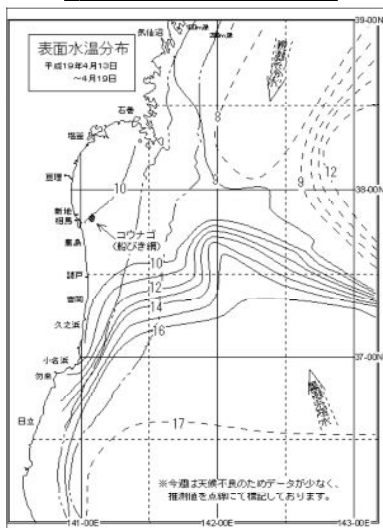 表面水温分布
平成19年4月13日
～4月19日
気仙沼
39-00N
石巻
塩釜
8
12
9
亘理
10
9
38-00N
新地
相馬
コウナゴ
(船びき網)
鹿島
請戸
10
12
富岡
14
久之浜
16
小名浜
37-00N
勿来
日立
17
※今週は天候不良のためデータが少なく、
推測値を点線にて標記しております。
141-00E
142-00E
143-00E